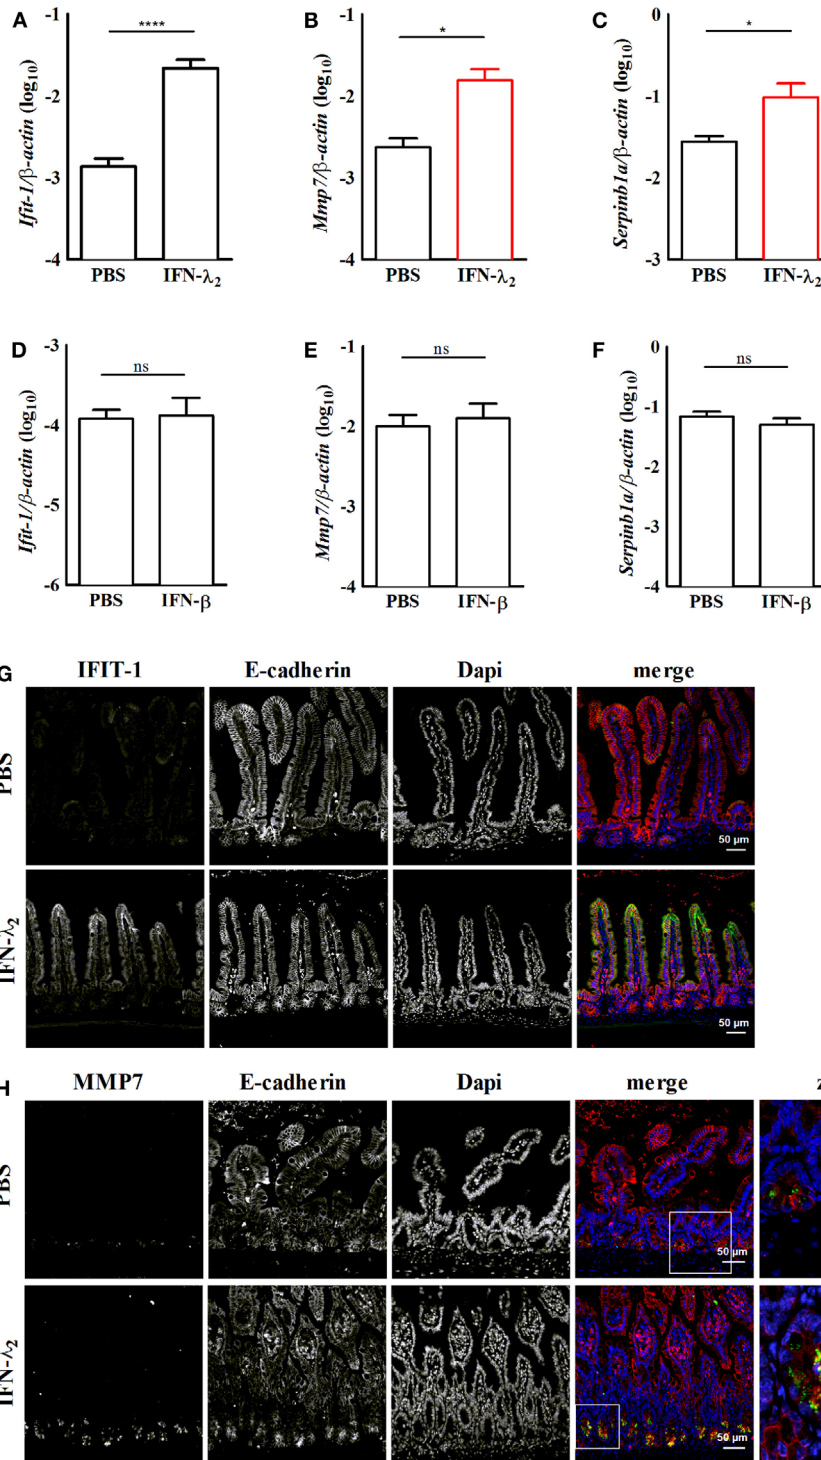 A
B
C
-1
-2
-3
-4
Ifit-1/β-actin (log10)
****
PBS
IFN-λ2
-1
-2
-3
-4
Mmp7/β-actin (log10)
*
PBS
IFN-λ2
0
-1
-2
-3
Serpinb1a/β-actin (log10)
*
PBS
IFN-λ2
D
E
F
-3
-4
-5
-6
Ifit-1/β-actin (log10)
ns
PBS
IFN-β
-1
-2
-3
-4
Mmp7/β-actin (log10)
ns
PBS
IFN-β
0
-1
-2
-3
-4
Serpinb1a/β-actin (log10)
ns
PBS
IFN-β
G
IFIT-1 E-cadherin Dapi merge
PBS
50 µm
IFN-λ2
50 µm
H
MMP7 E-cadherin Dapi merge z
PBS
50 µm
IFN-λ2
50 µm